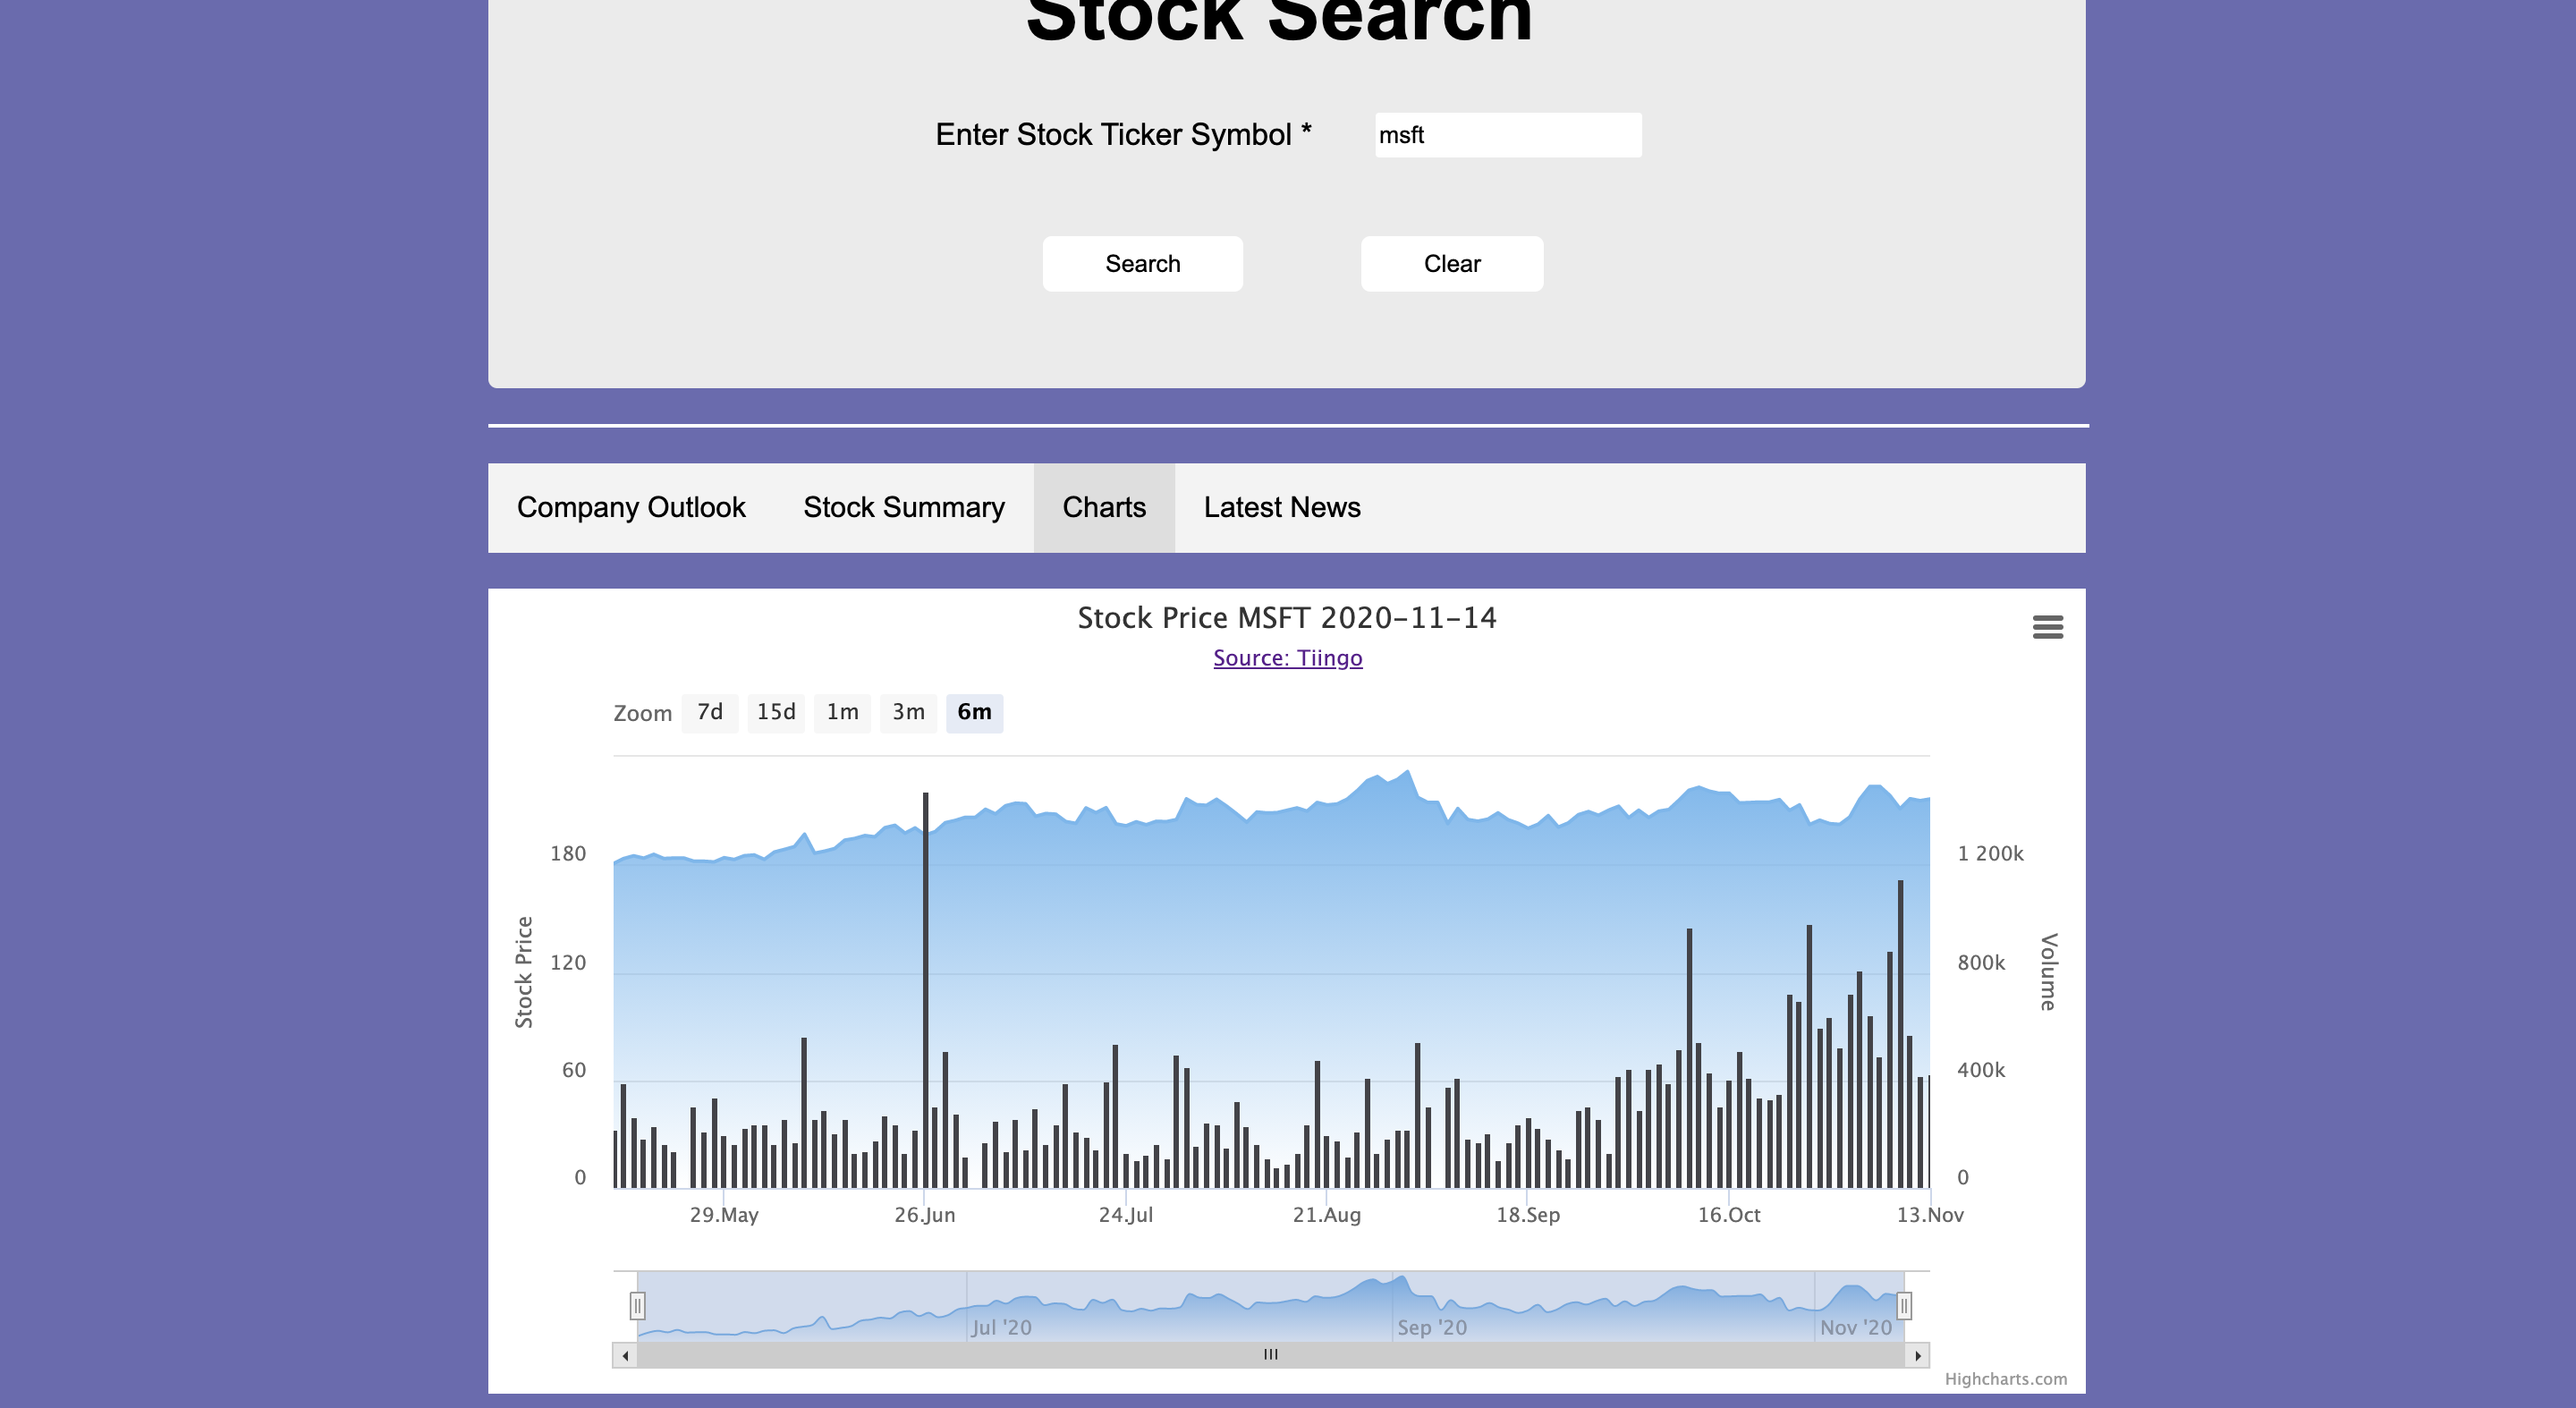 Stock Search
Enter Stock Ticker Symbol * msft
Search Clear
Company Outlook Stock Summary Charts Latest News
Stock Price MSFT 2020-11-14
Source: Tiingo
Zoom 7d 15d 1m 3m 6m
180 1 200k
120 800k
60 400k
0 0
Stock Price
Volume
29.May 26.Jun 24.Jul 21.Aug 18.Sep 16.Oct 13.Nov
Jul '20 Sep '20 Nov '20
Highcharts.com